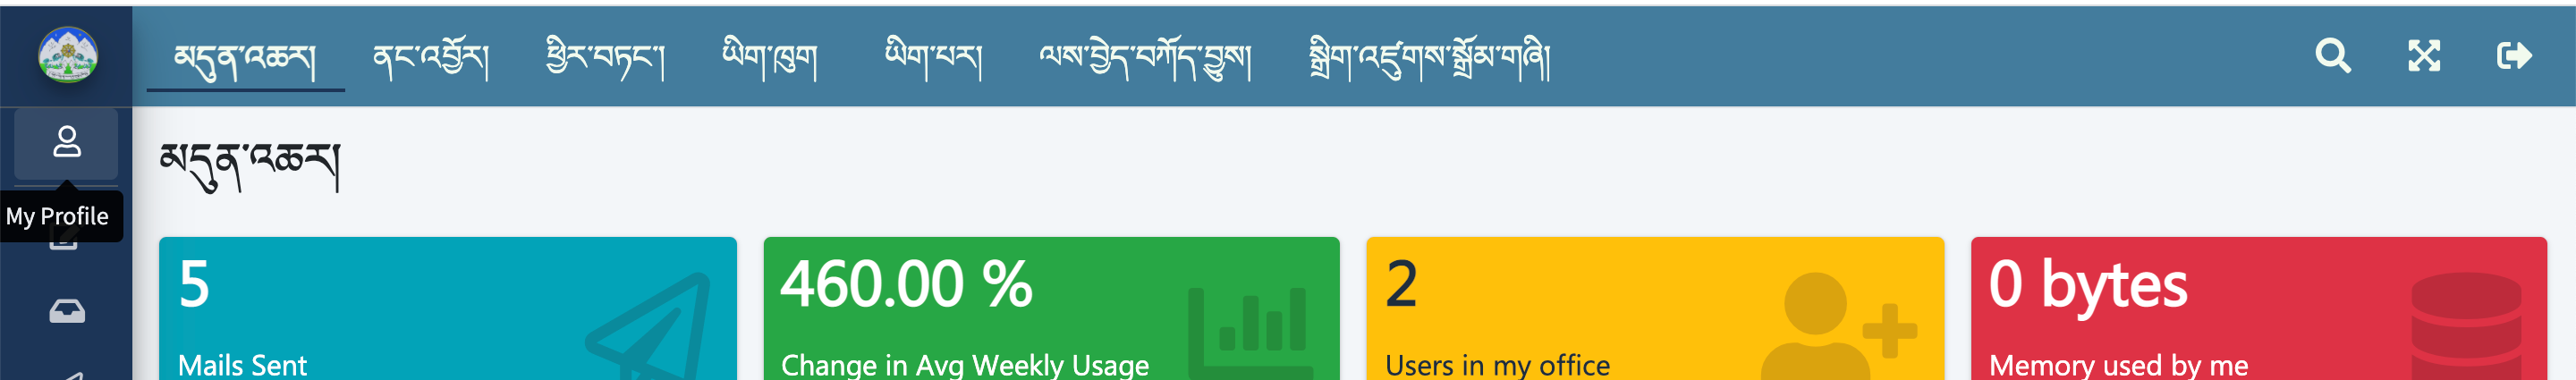 མདུན་འཆར། ནང་འབྱོར། ཕྱིར་བཏང་། ཡིག་ཁུག ཡིག་པར། ལས་བྱེད་བཀོད་བྱུས། སྒྲིག་འཛུགས་སྒྲོམ་གཞི།
མདུན་འཆར།
My Profile
5
Mails Sent
460.00 %
Change in Avg Weekly Usage
2
Users in my office
0 bytes
Memory used by me